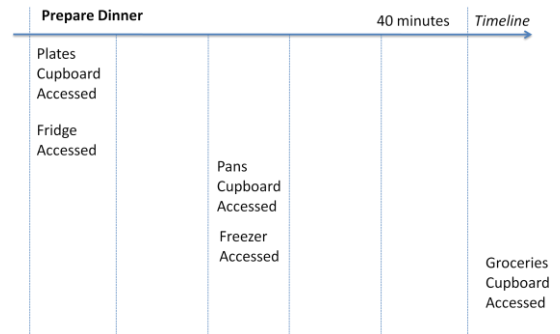 Prepare Dinner
40 minutes
Timeline
Plates
Cupboard
Accessed
Fridge
Accessed
Pans
Cupboard
Accessed
Freezer
Accessed
Groceries
Cupboard
Accessed